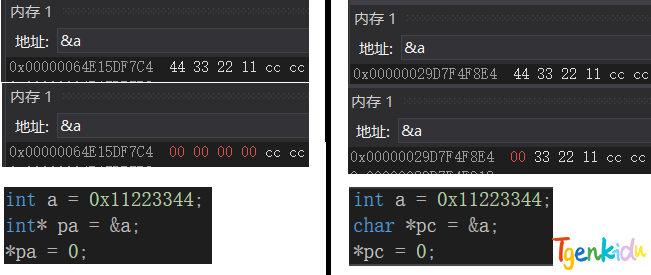 内存 1
地址: &a
0x00000064E15DF7C4 44 33 22 11 cc cc
内存 1
地址: &a
0x00000064E15DF7C4 00 00 00 00 cc cc
int a = 0x11223344;
int* pa = &a;
*pa = 0;
内存 1
地址: &a
0x00000029D7F4F8E4 44 33 22 11 cc cc
内存 1
地址: &a
0x00000029D7F4F8E4 00 33 22 11 cc cc
int a = 0x11223344;
char *pc = &a;
*pc = 0;
Tgenkidu